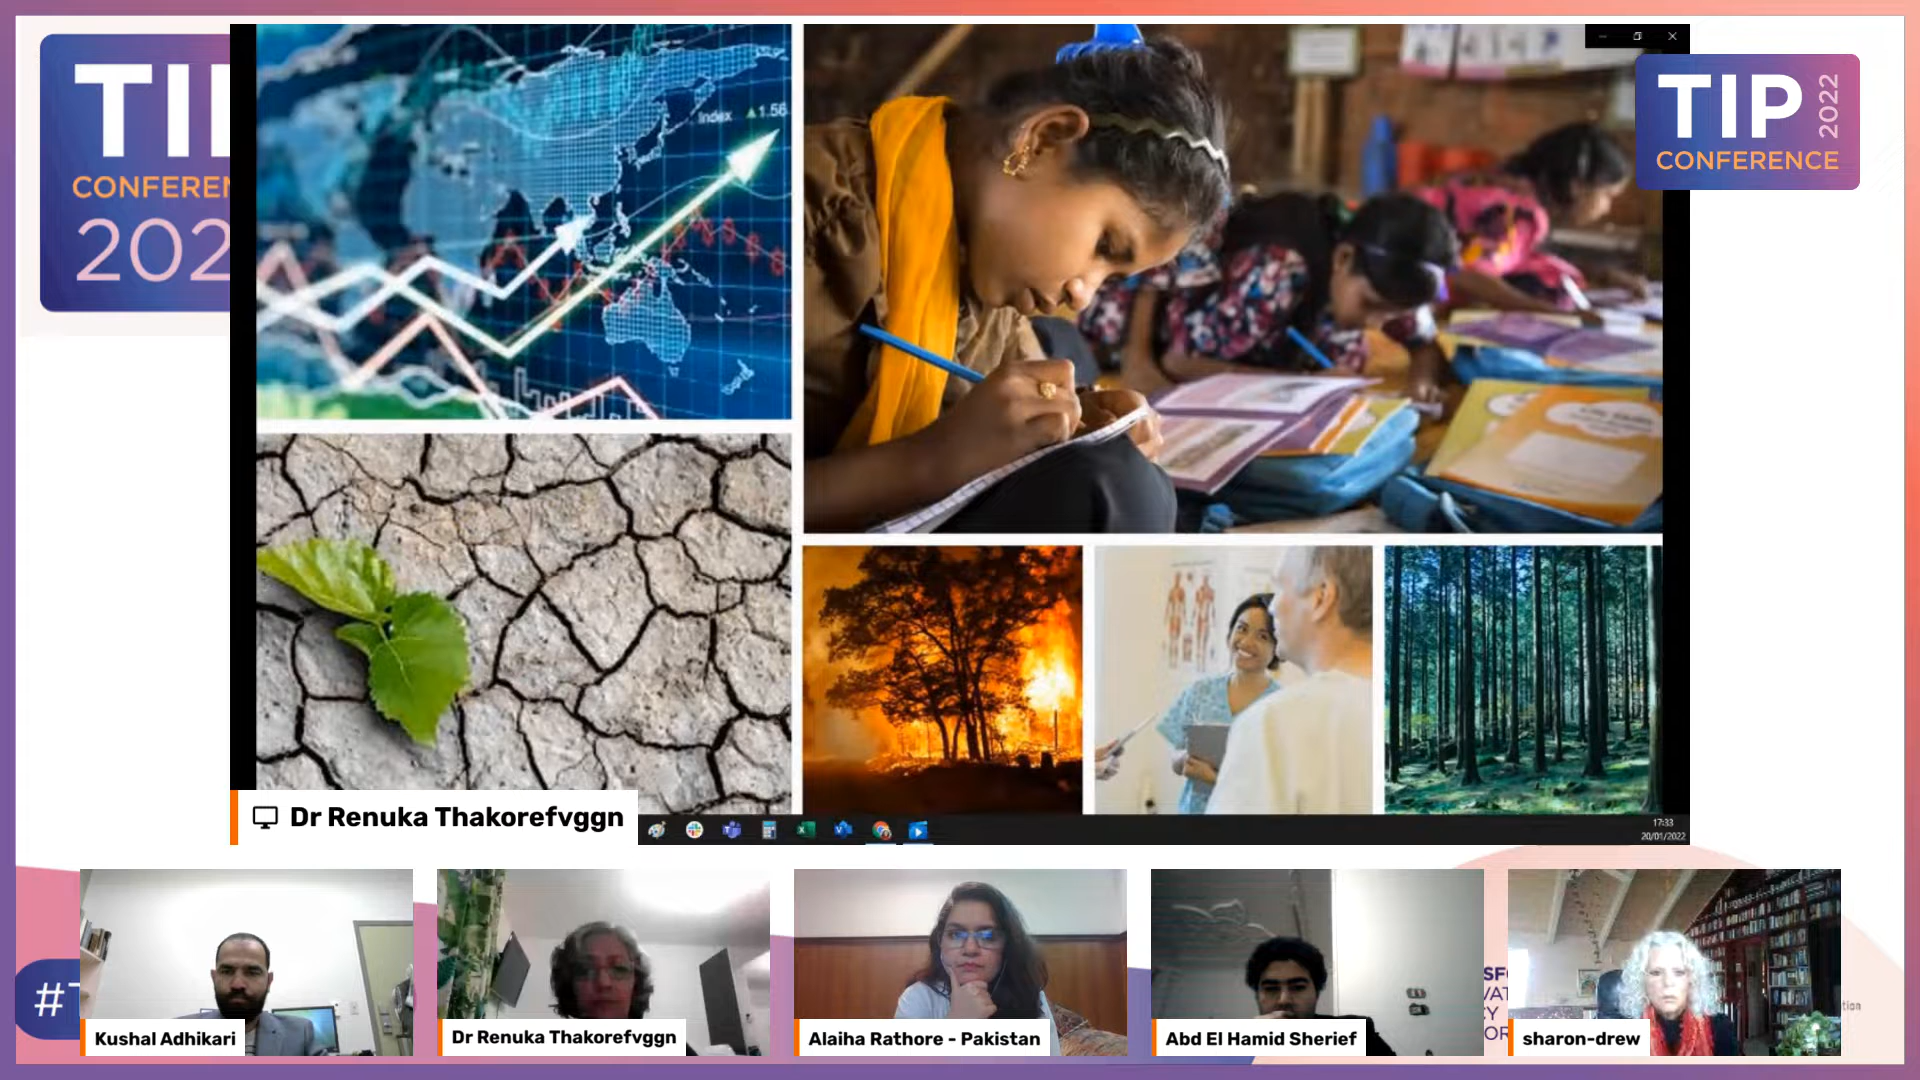 TI
CONFEREN
202
Index ▲1.56
TIP 2022
CONFERENCE
Dr Renuka Thakorefvggn
17:33
20/01/2022
#T
Kushal Adhikari
Dr Renuka Thakorefvggn
Alaiha Rathore - Pakistan
Abd El Hamid Sherief
sharon-drew